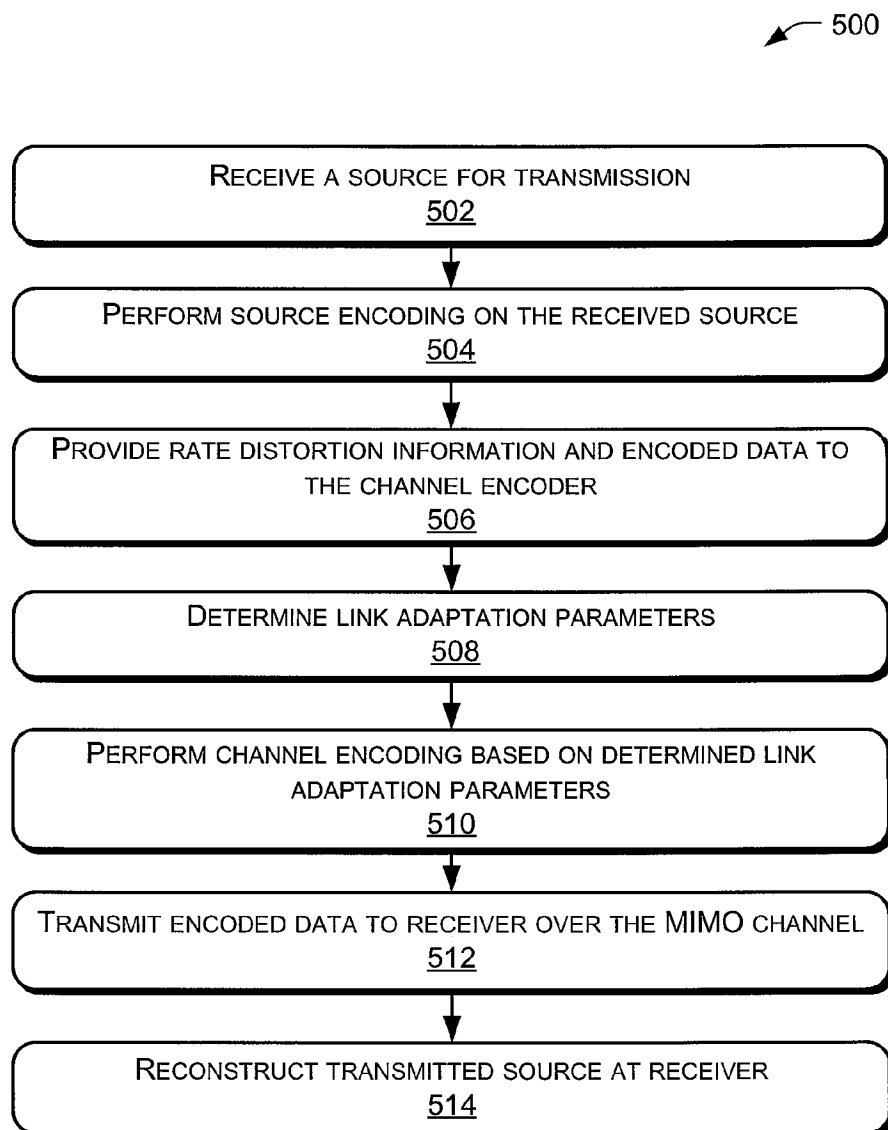 500
RECEIVE A SOURCE FOR TRANSMISSION
502
PERFORM SOURCE ENCODING ON THE RECEIVED SOURCE
504
PROVIDE RATE DISTORTION INFORMATION AND ENCODED DATA TO
THE CHANNEL ENCODER
506
DETERMINE LINK ADAPTATION PARAMETERS
508
PERFORM CHANNEL ENCODING BASED ON DETERMINED LINK
ADAPTATION PARAMETERS
510
TRANSMIT ENCODED DATA TO RECEIVER OVER THE MIMO CHANNEL
512
RECONSTRUCT TRANSMITTED SOURCE AT RECEIVER
514